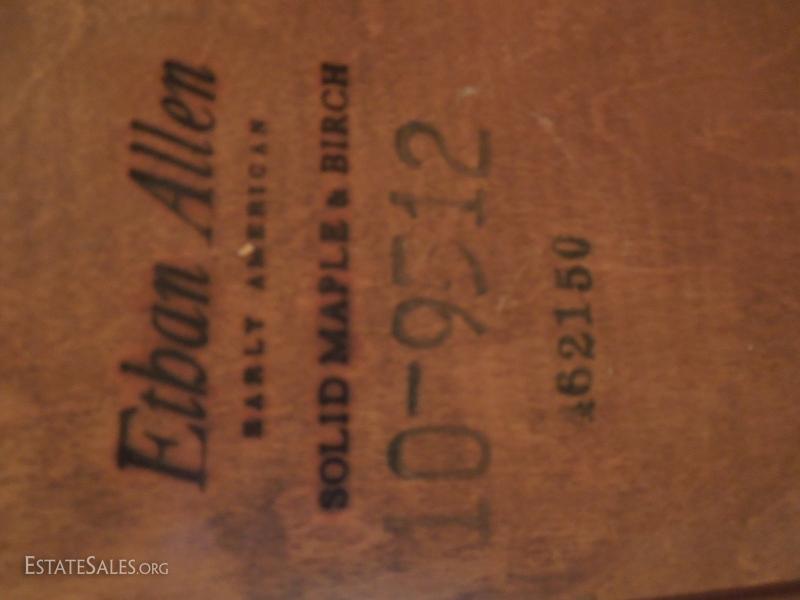 Ethan Allen
EARLY AMERICAN
SOLID MAPLE & BIRCH
10-9512
462150
ESTATESALES.ORG